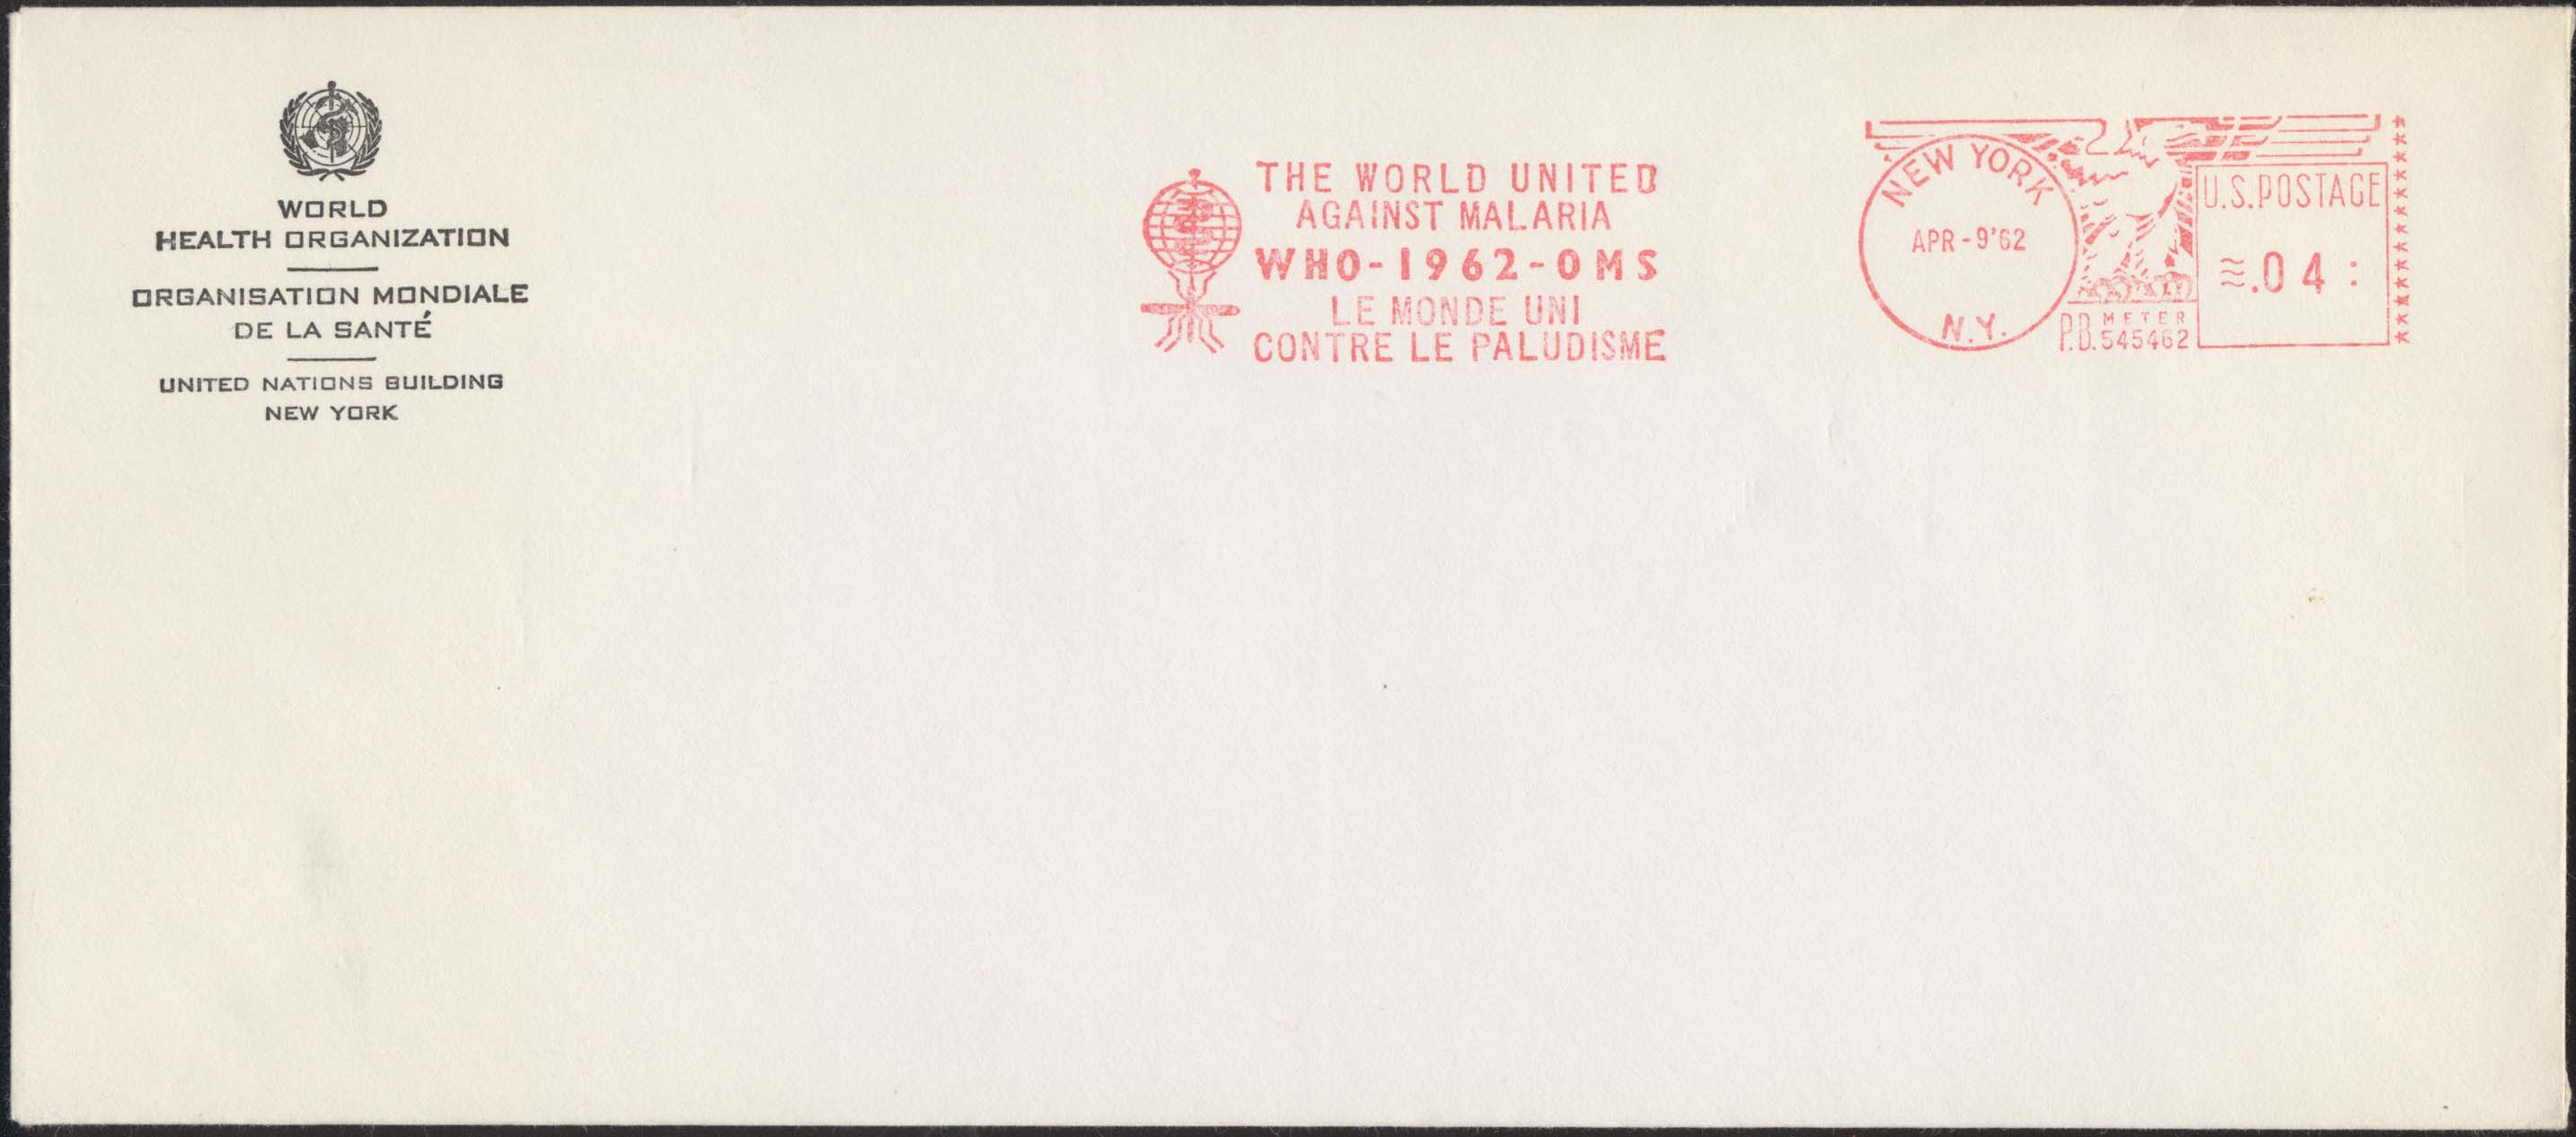 WORLD
HEALTH ORGANIZATION
ORGANISATION MONDIALE
DE LA SANTÉ
UNITED NATIONS BUILDING
NEW YORK
THE WORLD UNITED
AGAINST MALARIA
WHO-1962-OMS
LE MONDE UNI
CONTRE LE PALUDISME
NEW YORK
APR-9'62
N.Y.
P.B. METER
545462
U.S.POSTAGE
.04